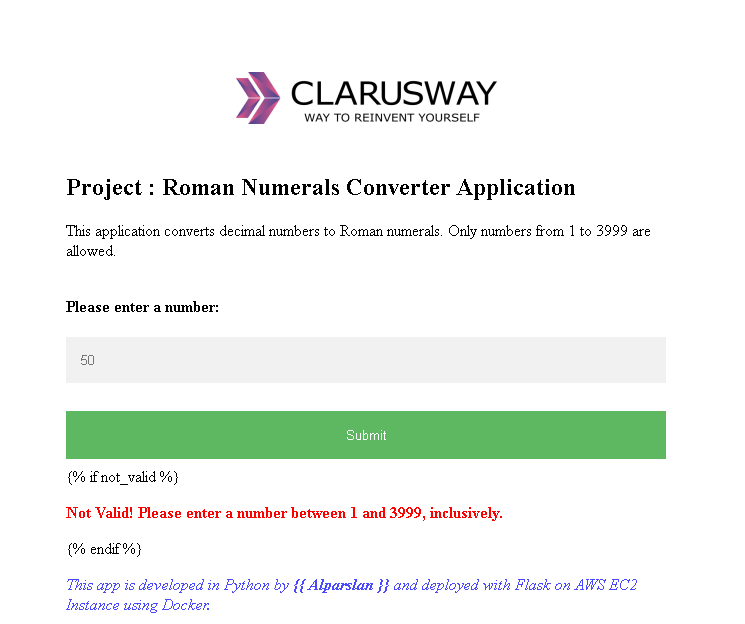 CLARUSWAY
WAY TO REINVENT YOURSELF
Project : Roman Numerals Converter Application
This application converts decimal numbers to Roman numerals. Only numbers from 1 to 3999 are
allowed.
Please enter a number:
50
Submit
{% if not_valid %}
Not Valid! Please enter a number between 1 and 3999, inclusively.
{% endif %}
This app is developed in Python by {{ Alparslan }} and deployed with Flask on AWS EC2
Instance using Docker.